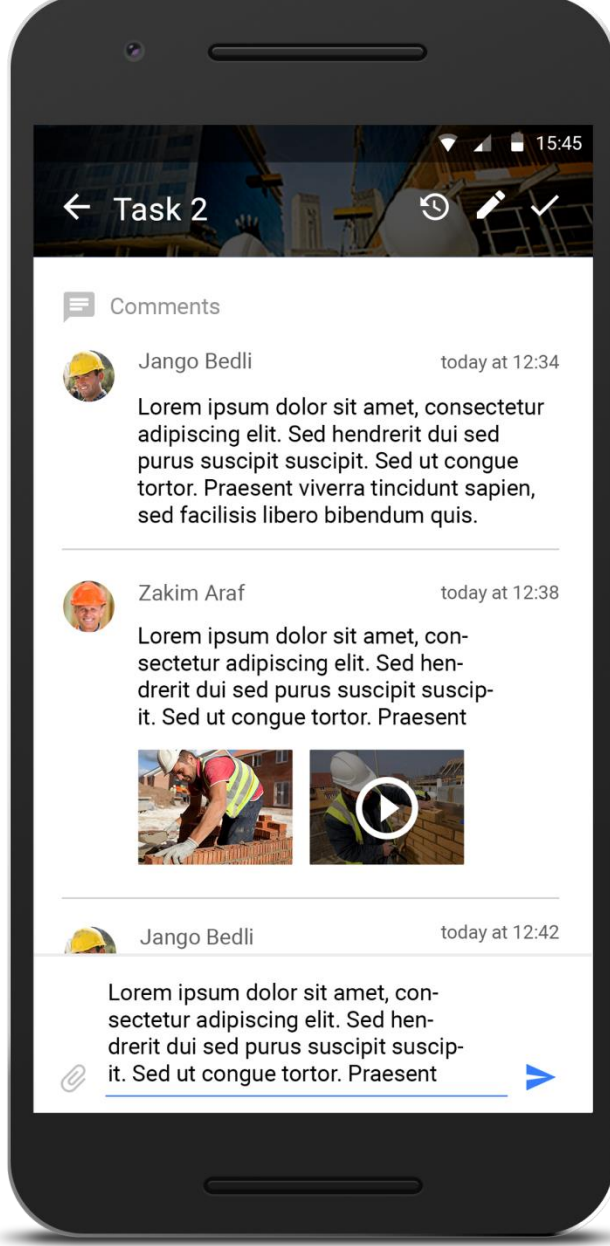 15:45
Task 2
Comments
Jango Bedli today at 12:34
Lorem ipsum dolor sit amet, consectetur
adipiscing elit. Sed hendrerit dui sed
purus suscipit suscipit. Sed ut congue
tortor. Praesent viverra tincidunt sapien,
sed facilisis libero bibendum quis.
Zakim Araf today at 12:38
Lorem ipsum dolor sit amet, con-
sectetur adipiscing elit. Sed hen-
drerit dui sed purus suscipit suscip-
it. Sed ut congue tortor. Praesent
Jango Bedli today at 12:42
Lorem ipsum dolor sit amet, con-
sectetur adipiscing elit. Sed hen-
drerit dui sed purus suscipit suscip-
it. Sed ut congue tortor. Praesent